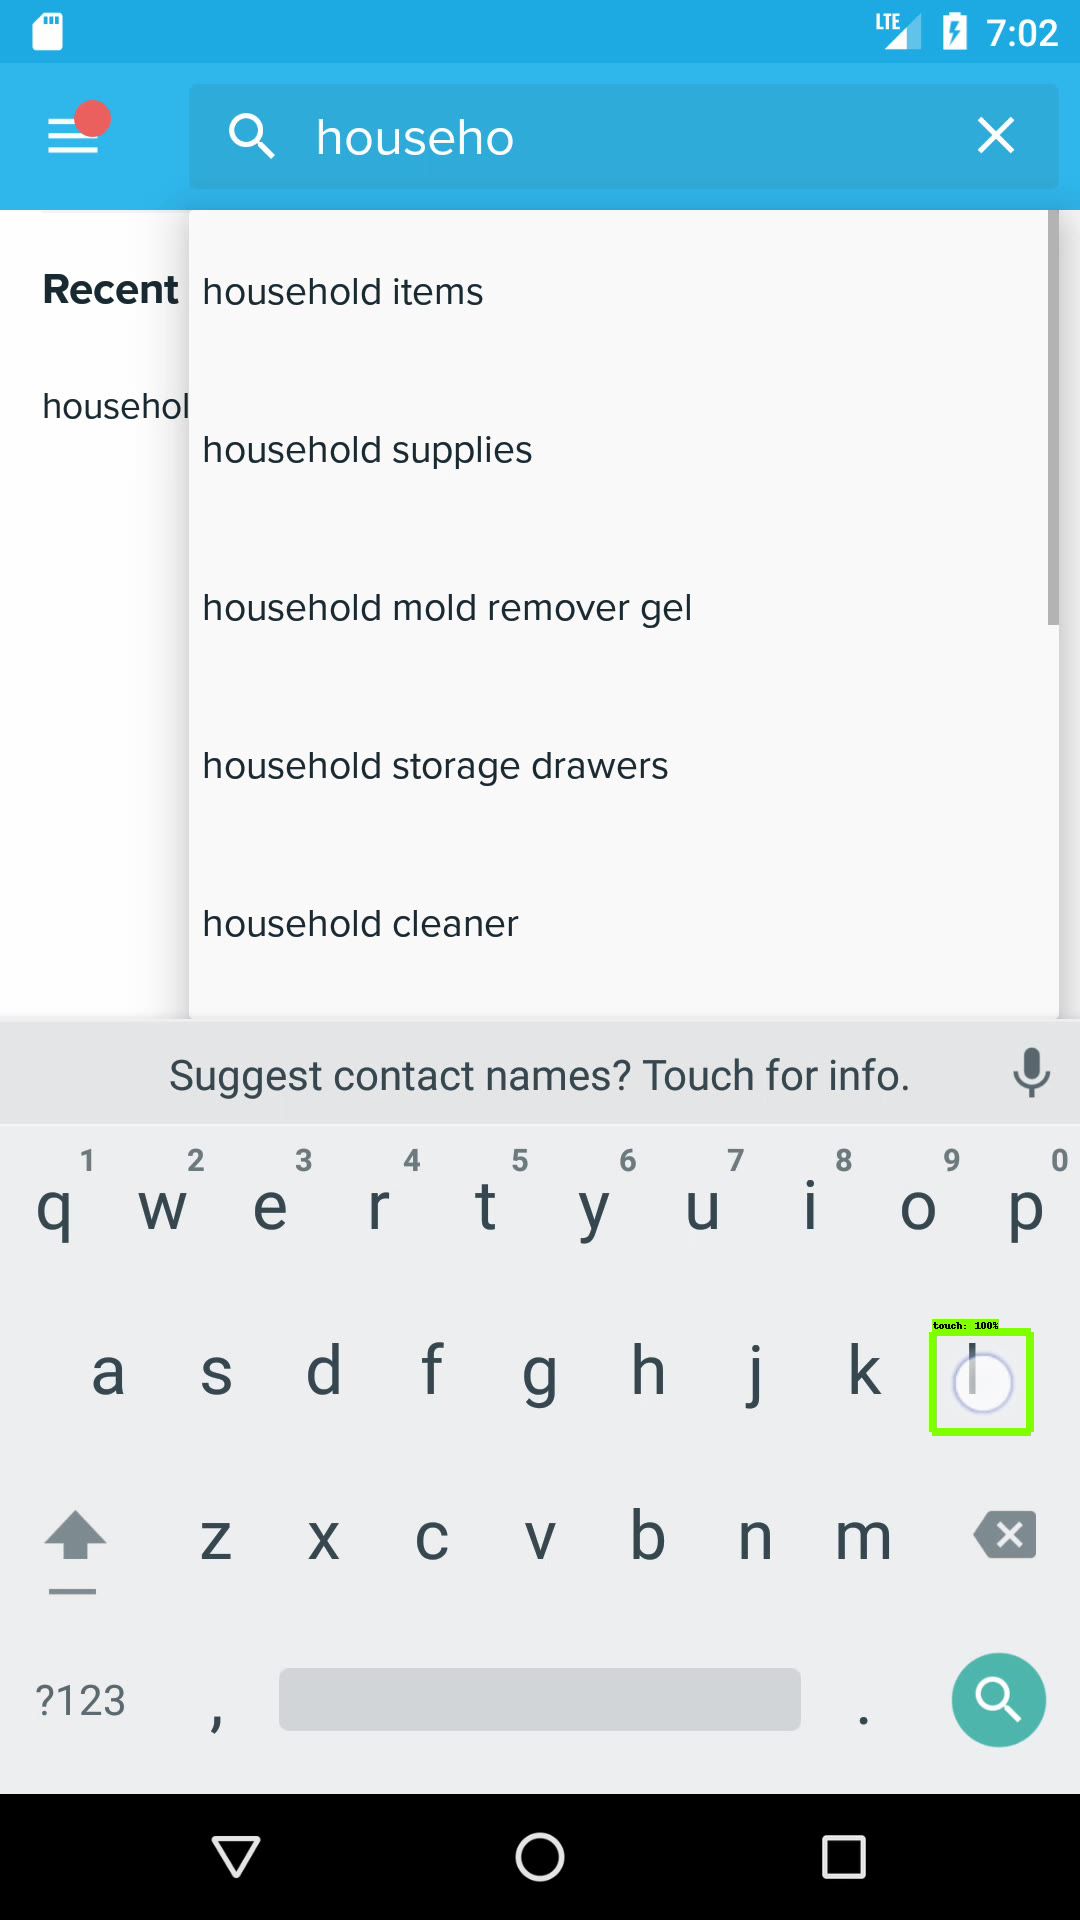 LTE 7:02
househo
Recent
househol
household items
household supplies
household mold remover gel
household storage drawers
household cleaner
Suggest contact names? Touch for info.
1 2 3 4 5 6 7 8 9 0
q w e r t y u i o p
touch: 100%
a s d f g h j k l
z x c v b n m
?123 , .